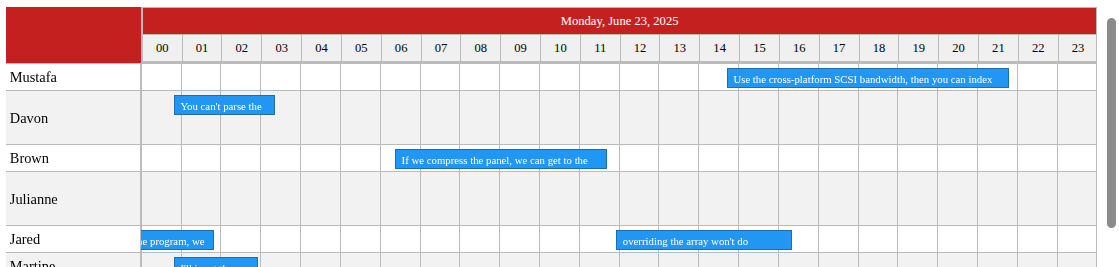 Monday, June 23, 2025
00 01 02 03 04 05 06 07 08 09 10 11 12 13 14 15 16 17 18 19 20 21 22 23
Mustafa Use the cross-platform SCSI bandwidth, then you can index
Davon You can't parse the
Brown If we compress the panel, we can get to the
Julianne
Jared program, we overriding the array won't do
Martine